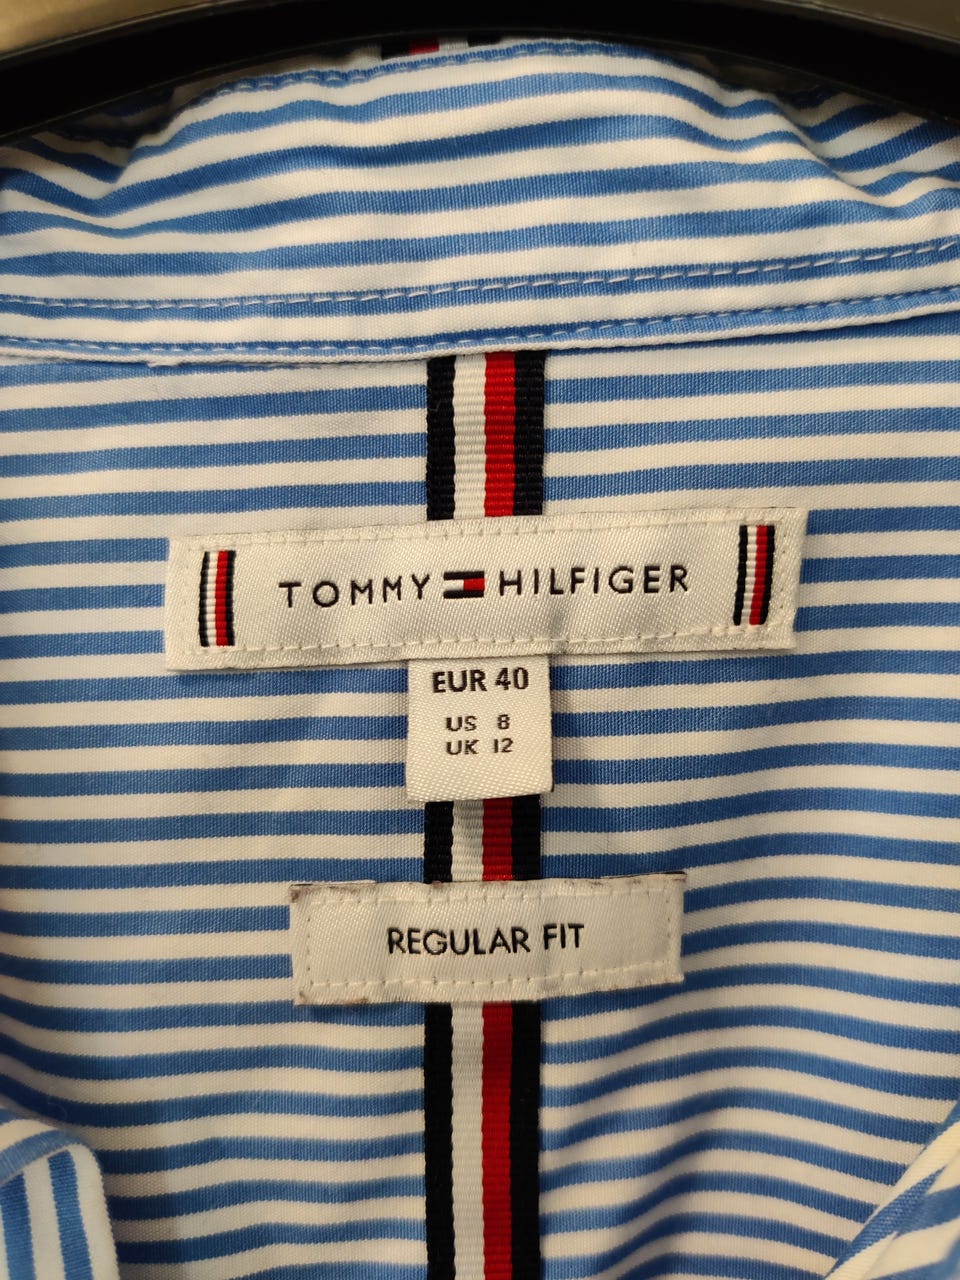 TOMMY HILFIGER
EUR 40
US 8
UK 12
REGULAR FIT